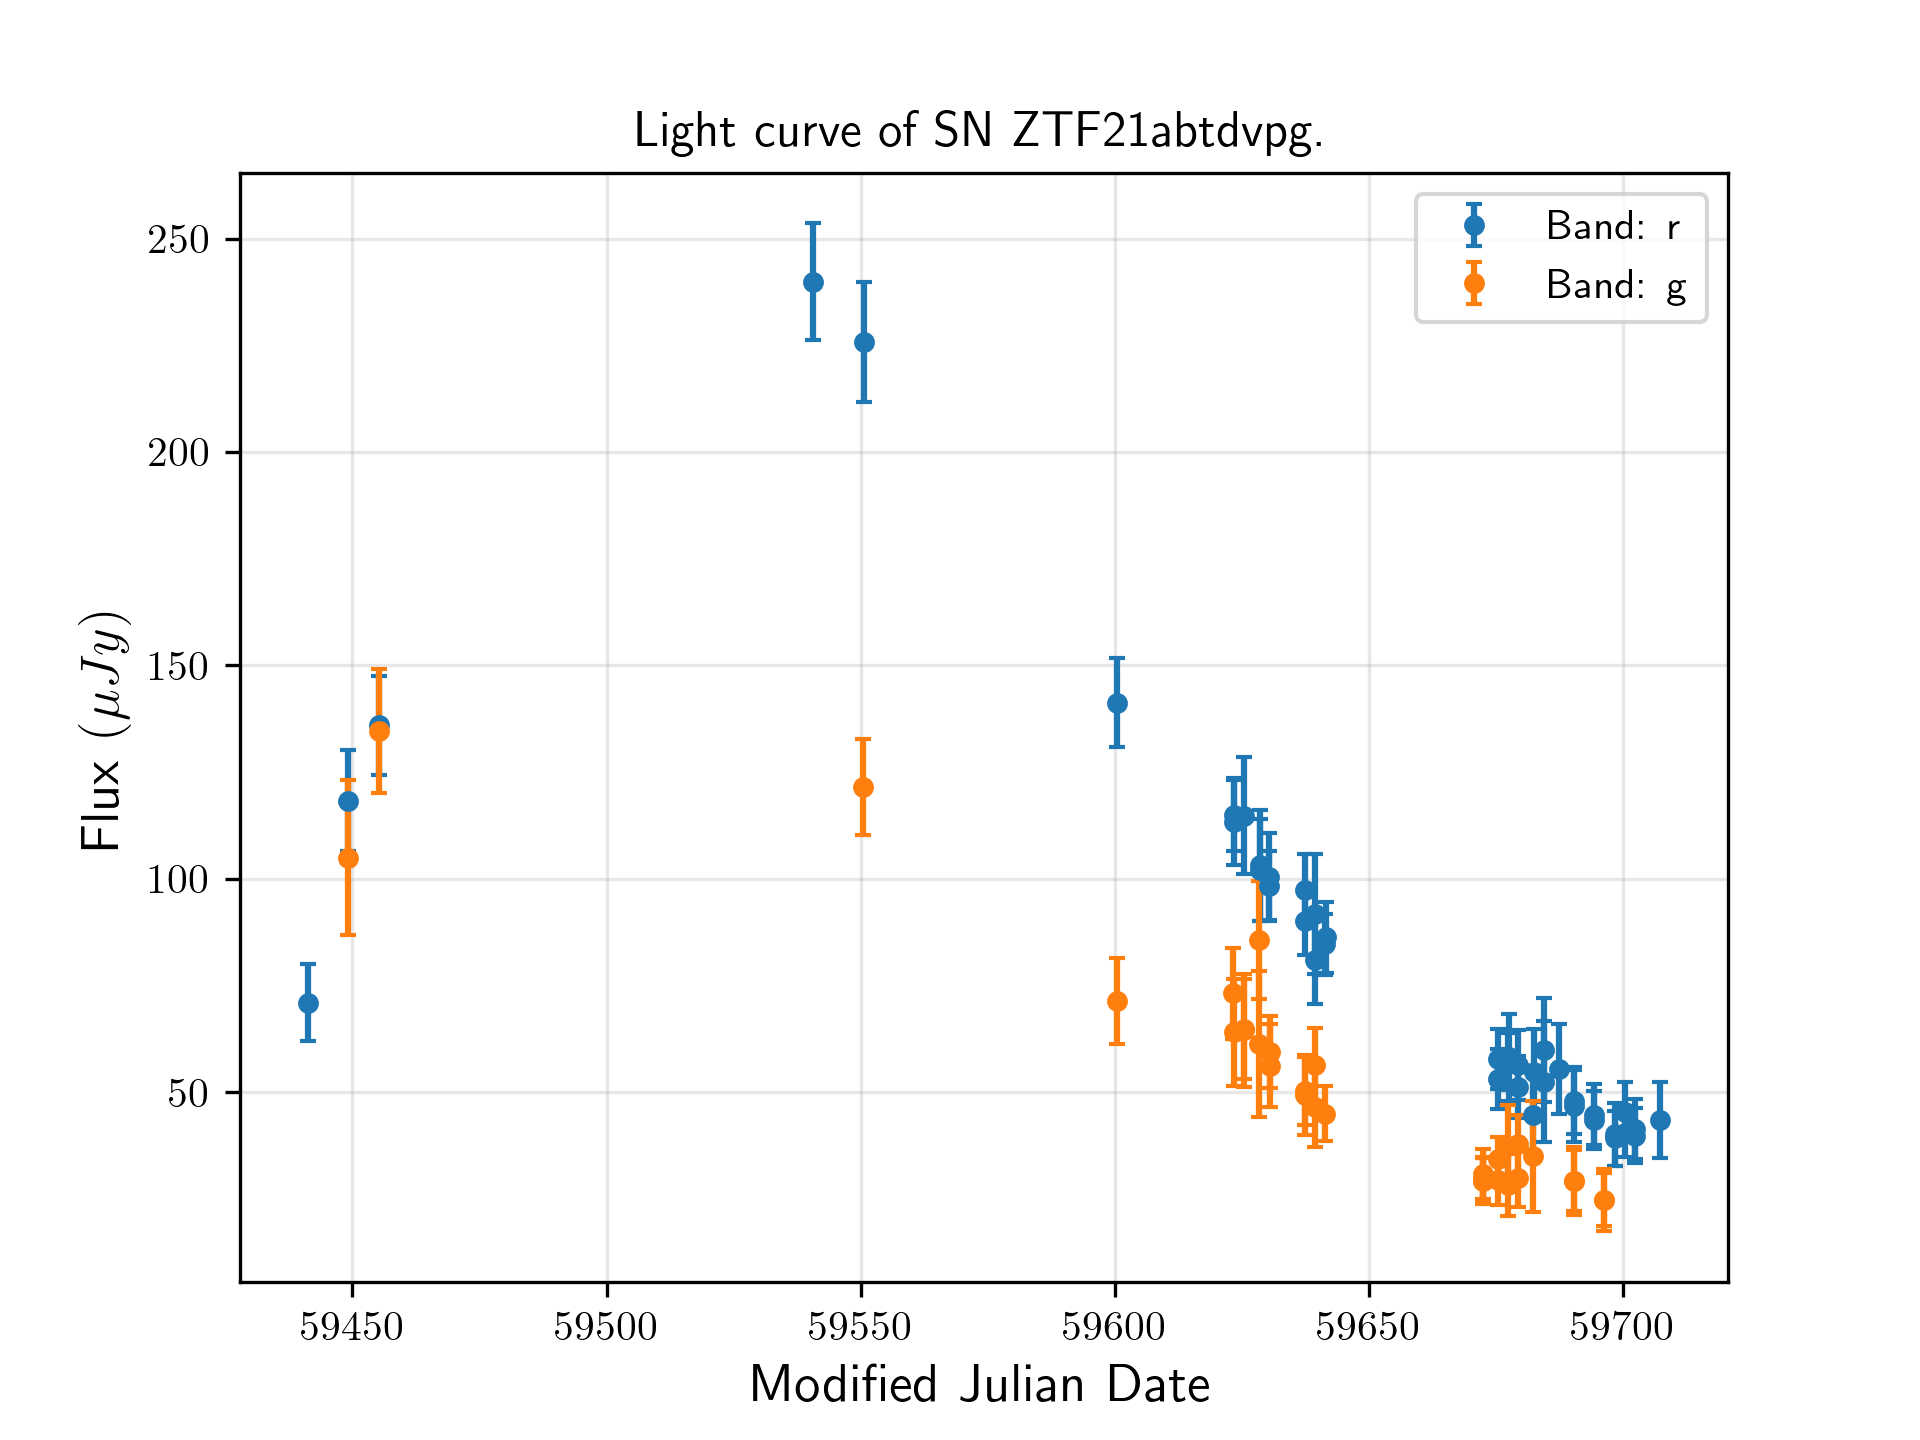 Light curve of SN ZTF21abtdvpg.
250
200
150
100
50
Flux (μJy)
Band: r
Band: g
59450 59500 59550 59600 59650 59700
Modified Julian Date